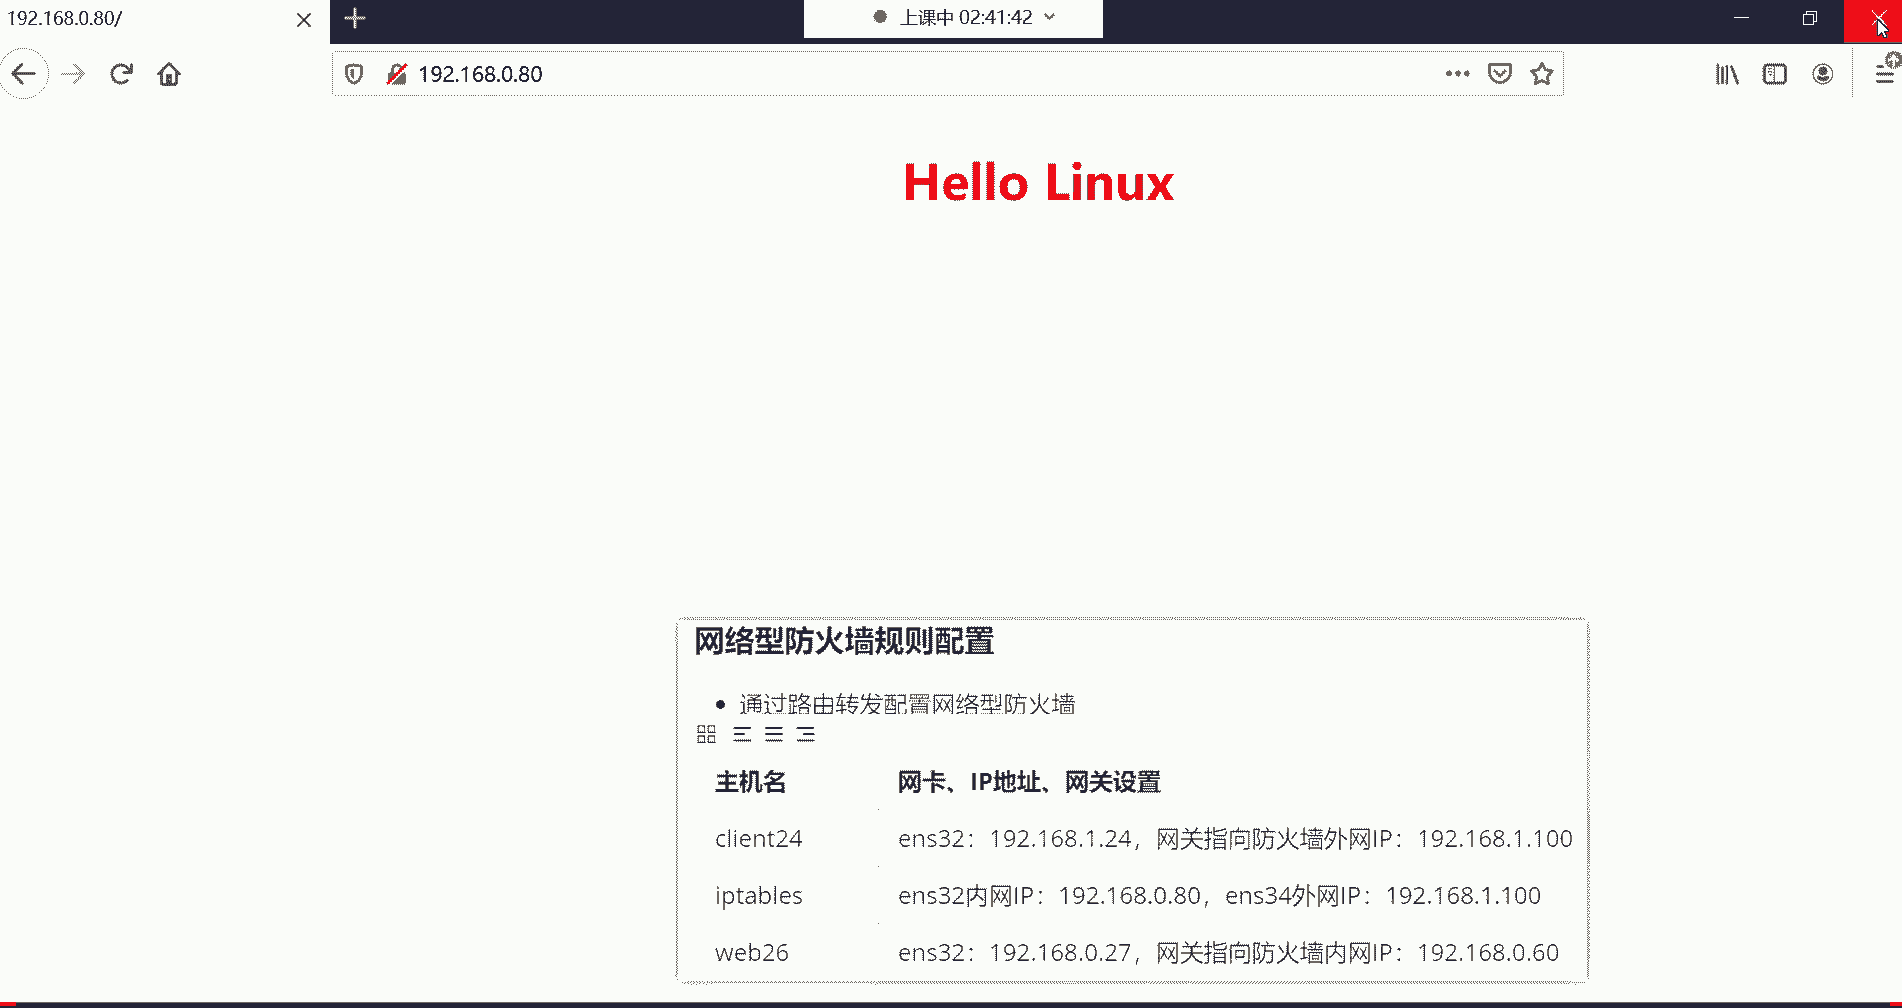 192.168.0.80/
上课中 02:41:42
192.168.0.80
Hello Linux
网络型防火墙规则配置
通过路由转发配置网络型防火墙
主机名 网卡、IP地址、网关设置
client24 ens32：192.168.1.24，网关指向防火墙外网IP：192.168.1.100
iptables ens32内网IP：192.168.0.80，ens34外网IP：192.168.1.100
web26 ens32：192.168.0.27，网关指向防火墙内网IP：192.168.0.60